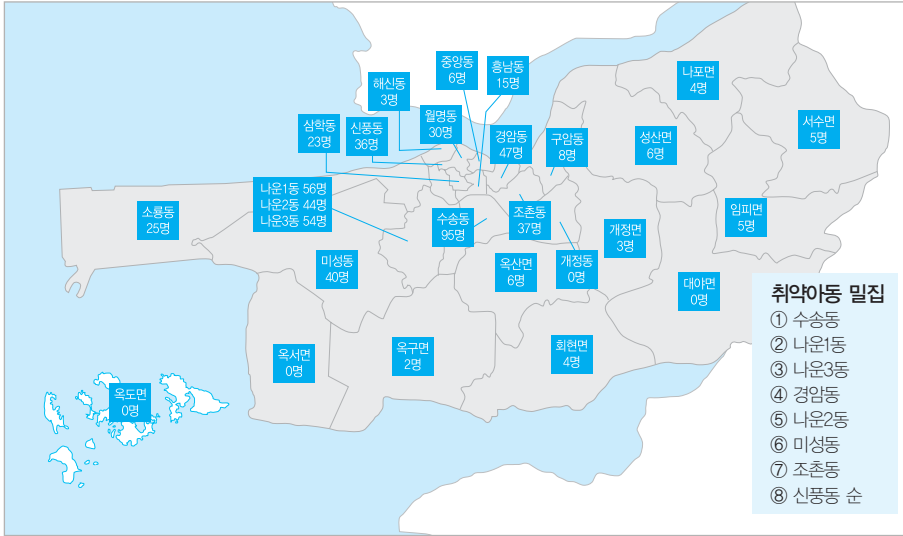 중앙동
6명
흥남동
15명
해신동
3명
나포면
4명
삼학동
23명
신풍동
36명
월명동
30명
경암동
47명
구암동
8명
성산면
6명
서수면
5명
나운1동 56명
나운2동 44명
나운3동 54명
소룡동
25명
수송동
95명
조촌동
37명
개정면
3명
임피면
5명
미성동
40명
옥산면
6명
개정동
0명
대야면
0명
옥서면
0명
옥구면
2명
회현면
4명
옥도면
0명
취약아동 밀집
① 수송동
② 나운1동
③ 나운3동
④ 경암동
⑤ 나운2동
⑥ 미성동
⑦ 조촌동
⑧ 신풍동 순